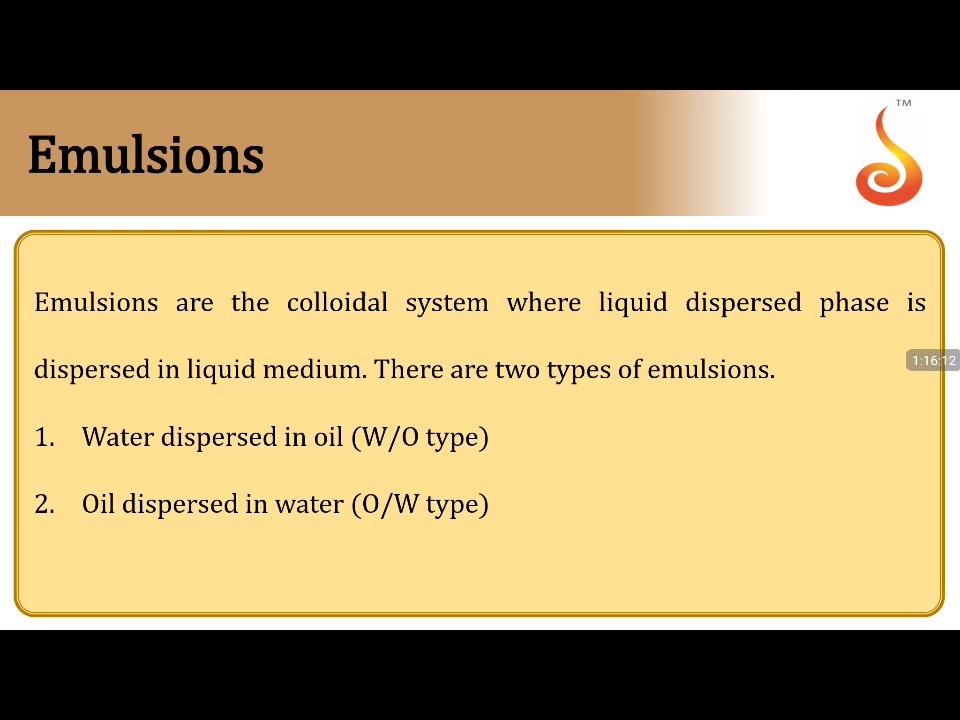 TM
Emulsions
Emulsions are the colloidal system where liquid dispersed phase is
dispersed in liquid medium. There are two types of emulsions.
1:16:12
1. Water dispersed in oil (W/O type)
2. Oil dispersed in water (O/W type)